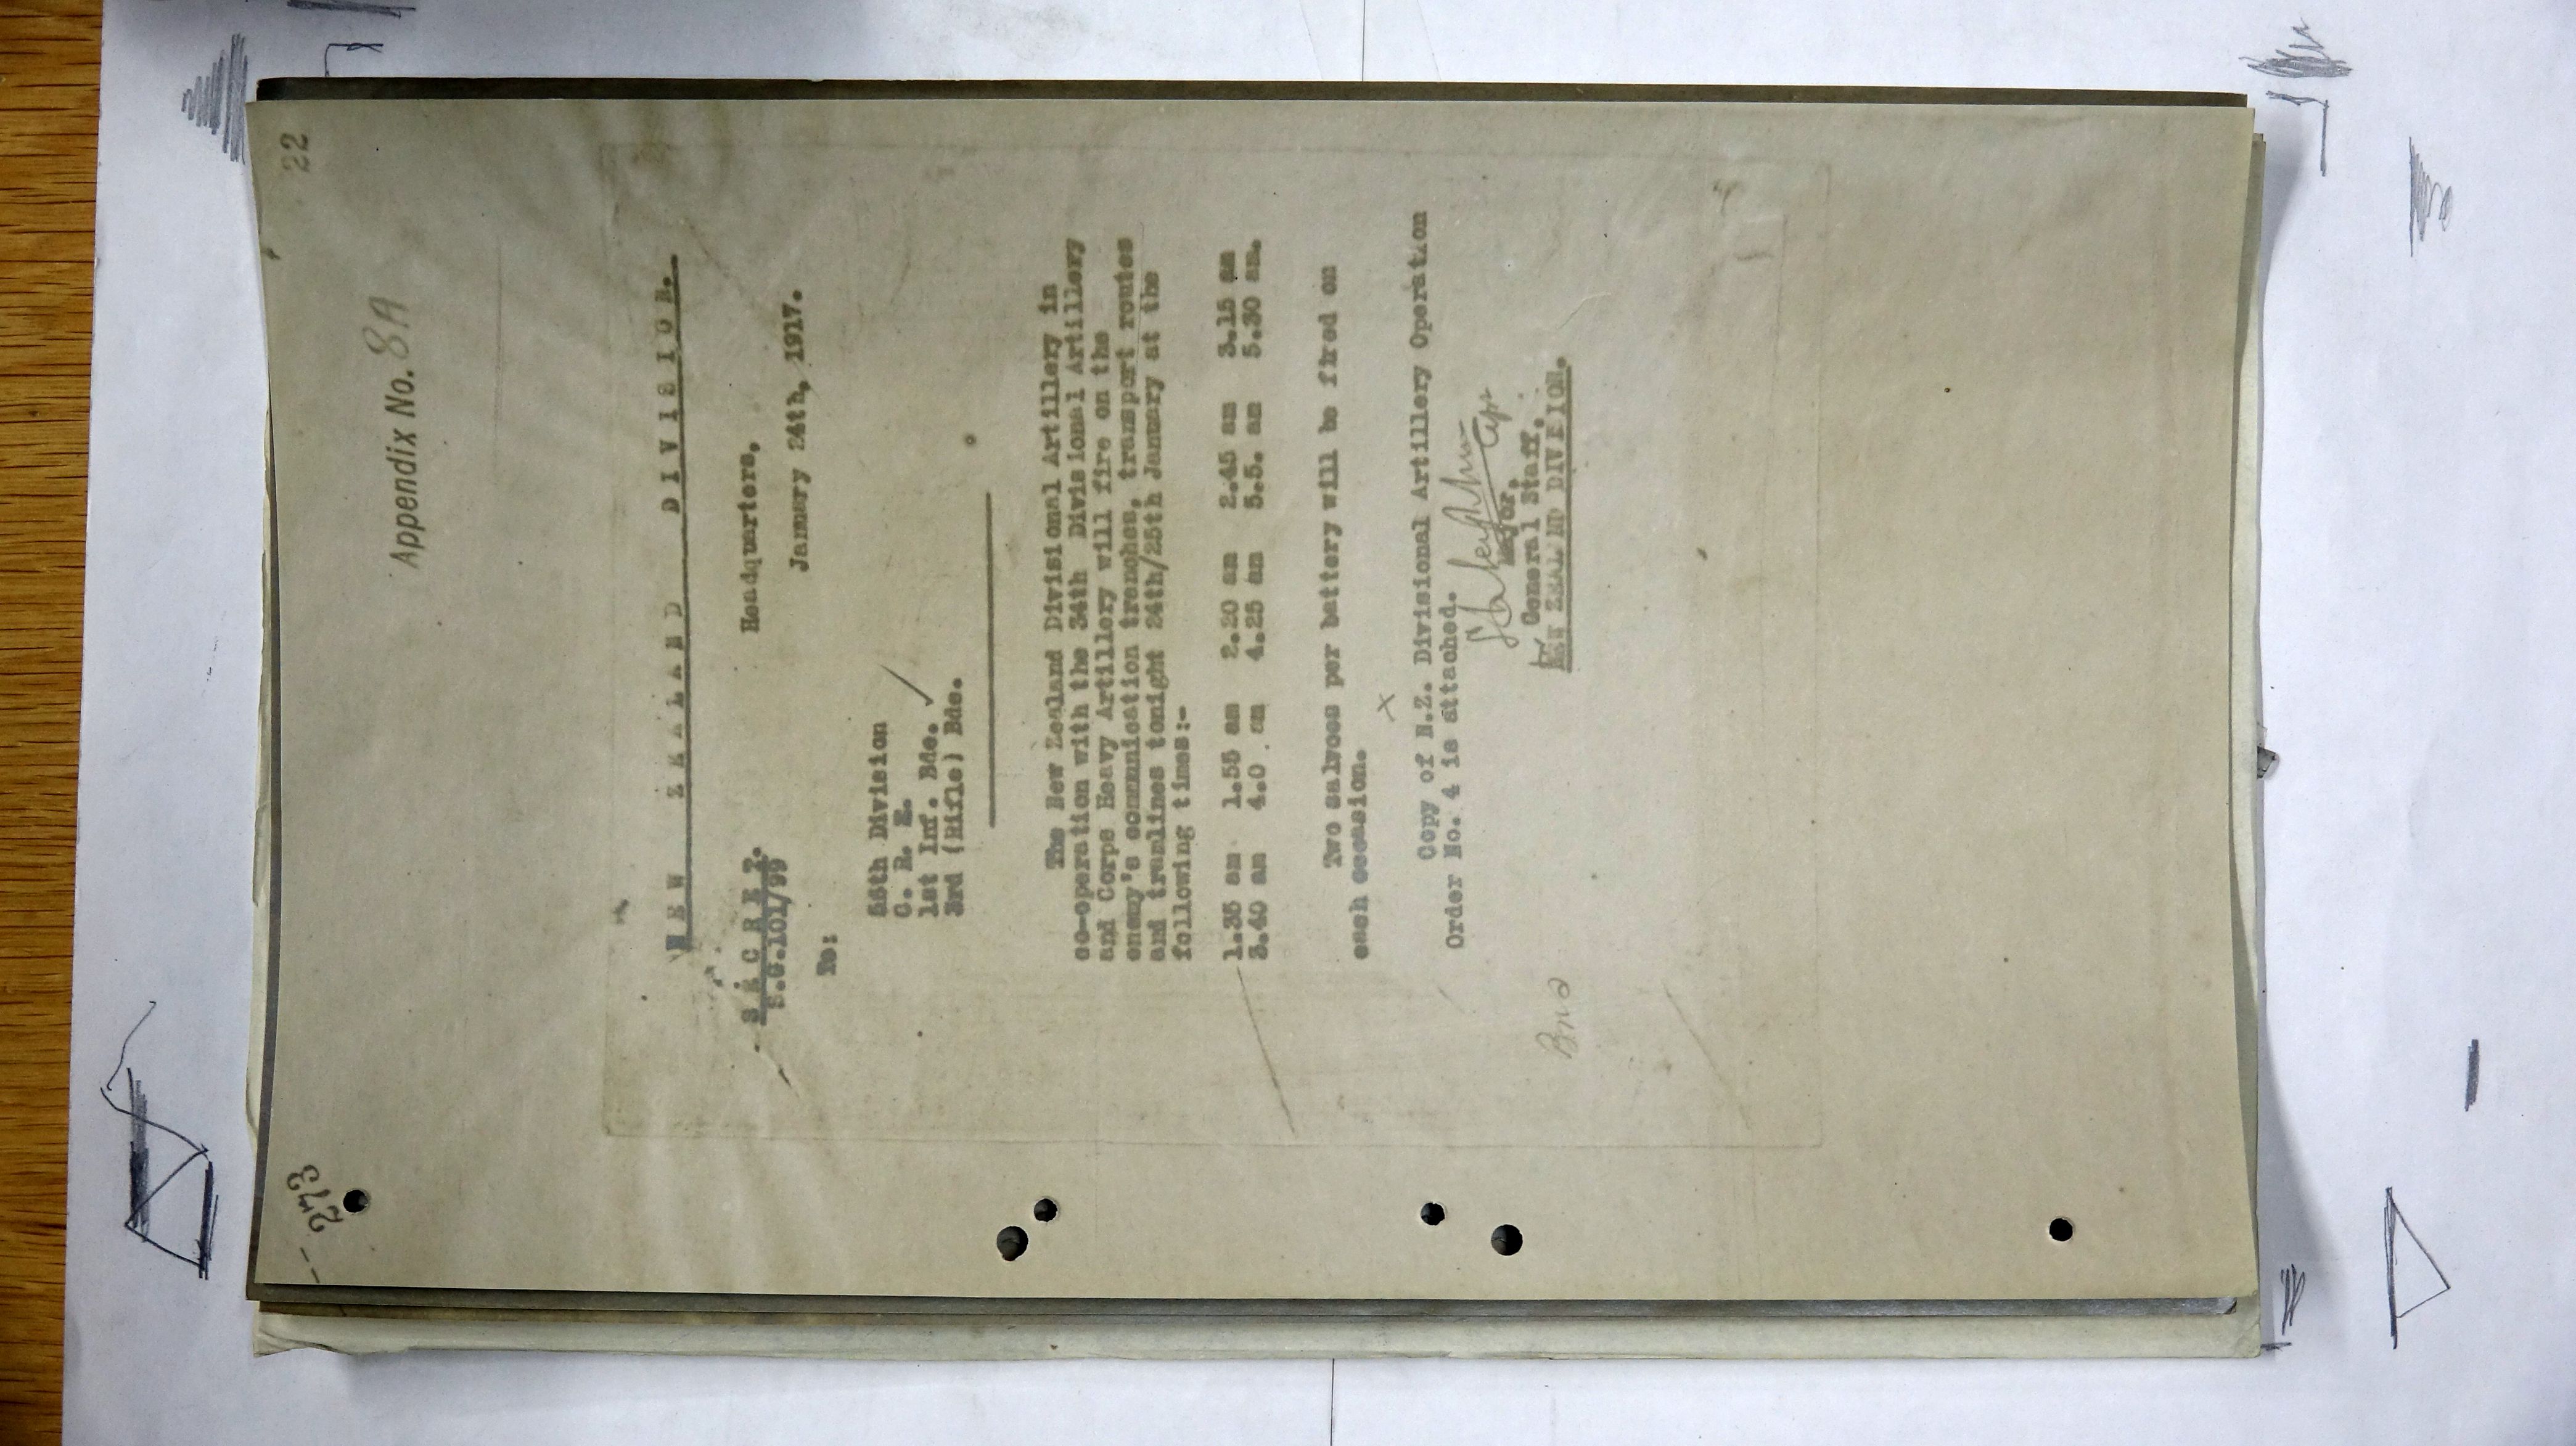 273
22
Appendix No. 8A
NEW ZEALAND DIVISION.
SECRET.
S.G.101/99
Headquarters,
January 24th, 1917.
To:
56th Division
C. R. E.
1st Inf. Bde. ✓
3rd (Rifle) Bde.
The New Zealand Divisional Artillery in
co-operation with the 34th Divisional Artillery
and Corps Heavy Artillery will fire on the
enemy's communication trenches, transport routes
and tramlines tonight 24th/25th January at the
following times:-
1.35 am 1.55 am 2.20 am 2.45 am 3.15 am
3.40 am 4.0 am 4.25 am 5.5. am 5.30 am.
Two salvoes per battery will be fired on
each occasion.
X
Copy of N.Z. Divisional Artillery Operation
Order No. 4 is attached.
Capt
Major,
General Staff,
NEW ZEALAND DIVISION.